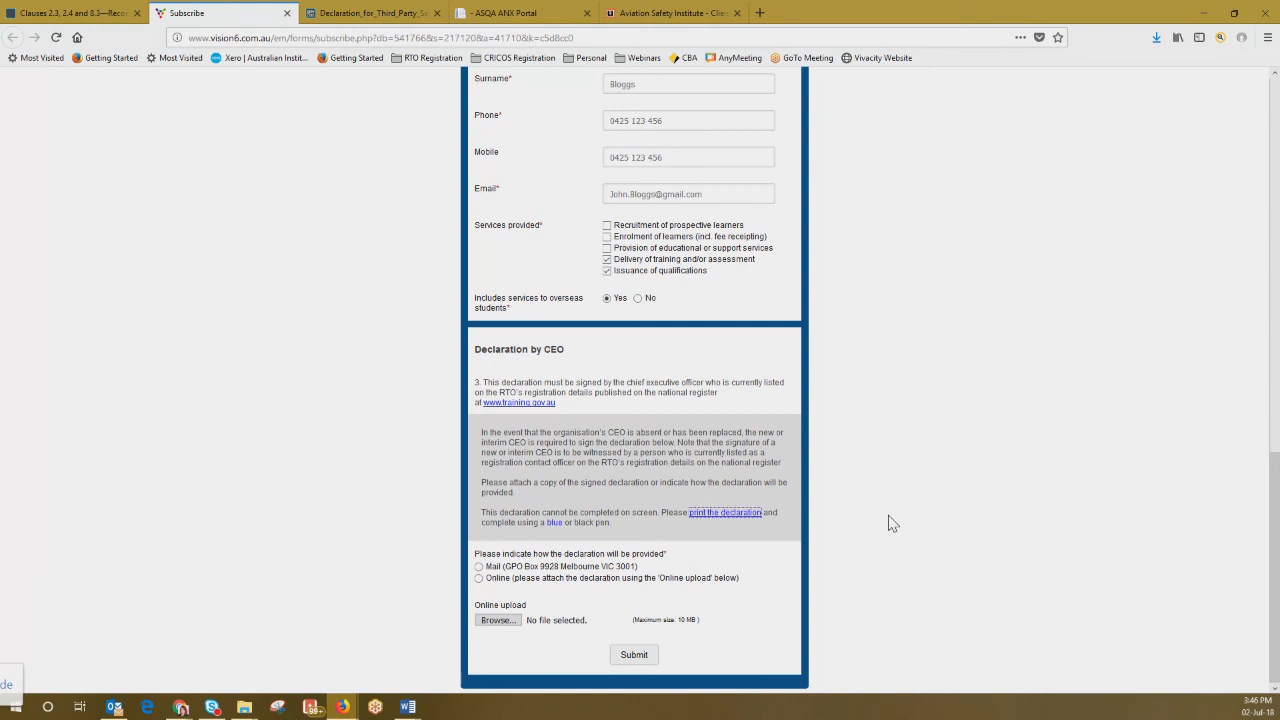 Clauses 2.3, 2.4 and 8.3—Reco
Subscribe
Declaration_for_Third_Party_S
- ASQA ANX Portal
Aviation Safety Institute - Clien
www.vision6.com.au/em/forms/subscribe.php?db=541766&s=217120&a=41710&k=c5d8cc0
Most Visited
Getting Started
Most Visited
Xero | Australian Instit...
Getting Started
RTO Registration
CRICOS Registration
Personal
Webinars
CBA
AnyMeeting
GoTo Meeting
Vivacity Website
Surname*
Bloggs
Phone*
0425 123 456
Mobile
0425 123 456
Email*
John.Bloggs@gmail.com
Services provided*
Recruitment of prospective learners
Enrolment of learners (incl. fee receipting)
Provision of educational or support services
Delivery of training and/or assessment
Issuance of qualifications
Includes services to overseas
students*
Yes
No
Declaration by CEO
3. This declaration must be signed by the chief executive officer who is currently listed
on the RTO's registration details published on the national register
at www.training.gov.au
In the event that the organisation's CEO is absent or has been replaced, the new or
interim CEO is required to sign the declaration below. Note that the signature of a
new or interim CEO is to be witnessed by a person who is currently listed as a
registration contact officer on the RTO's registration details on the national register
Please attach a copy of the signed declaration or indicate how the declaration will be
provided.
This declaration cannot be completed on screen. Please print the declaration and
complete using a blue or black pen.
Please indicate how the declaration will be provided*
Mail (GPO Box 9928 Melbourne VIC 3001)
Online (please attach the declaration using the 'Online upload' below)
Online upload
Browse...
No file selected.
(Maximum size: 10 MB )
Submit
de
99+
3:46 PM
02-Jul-18